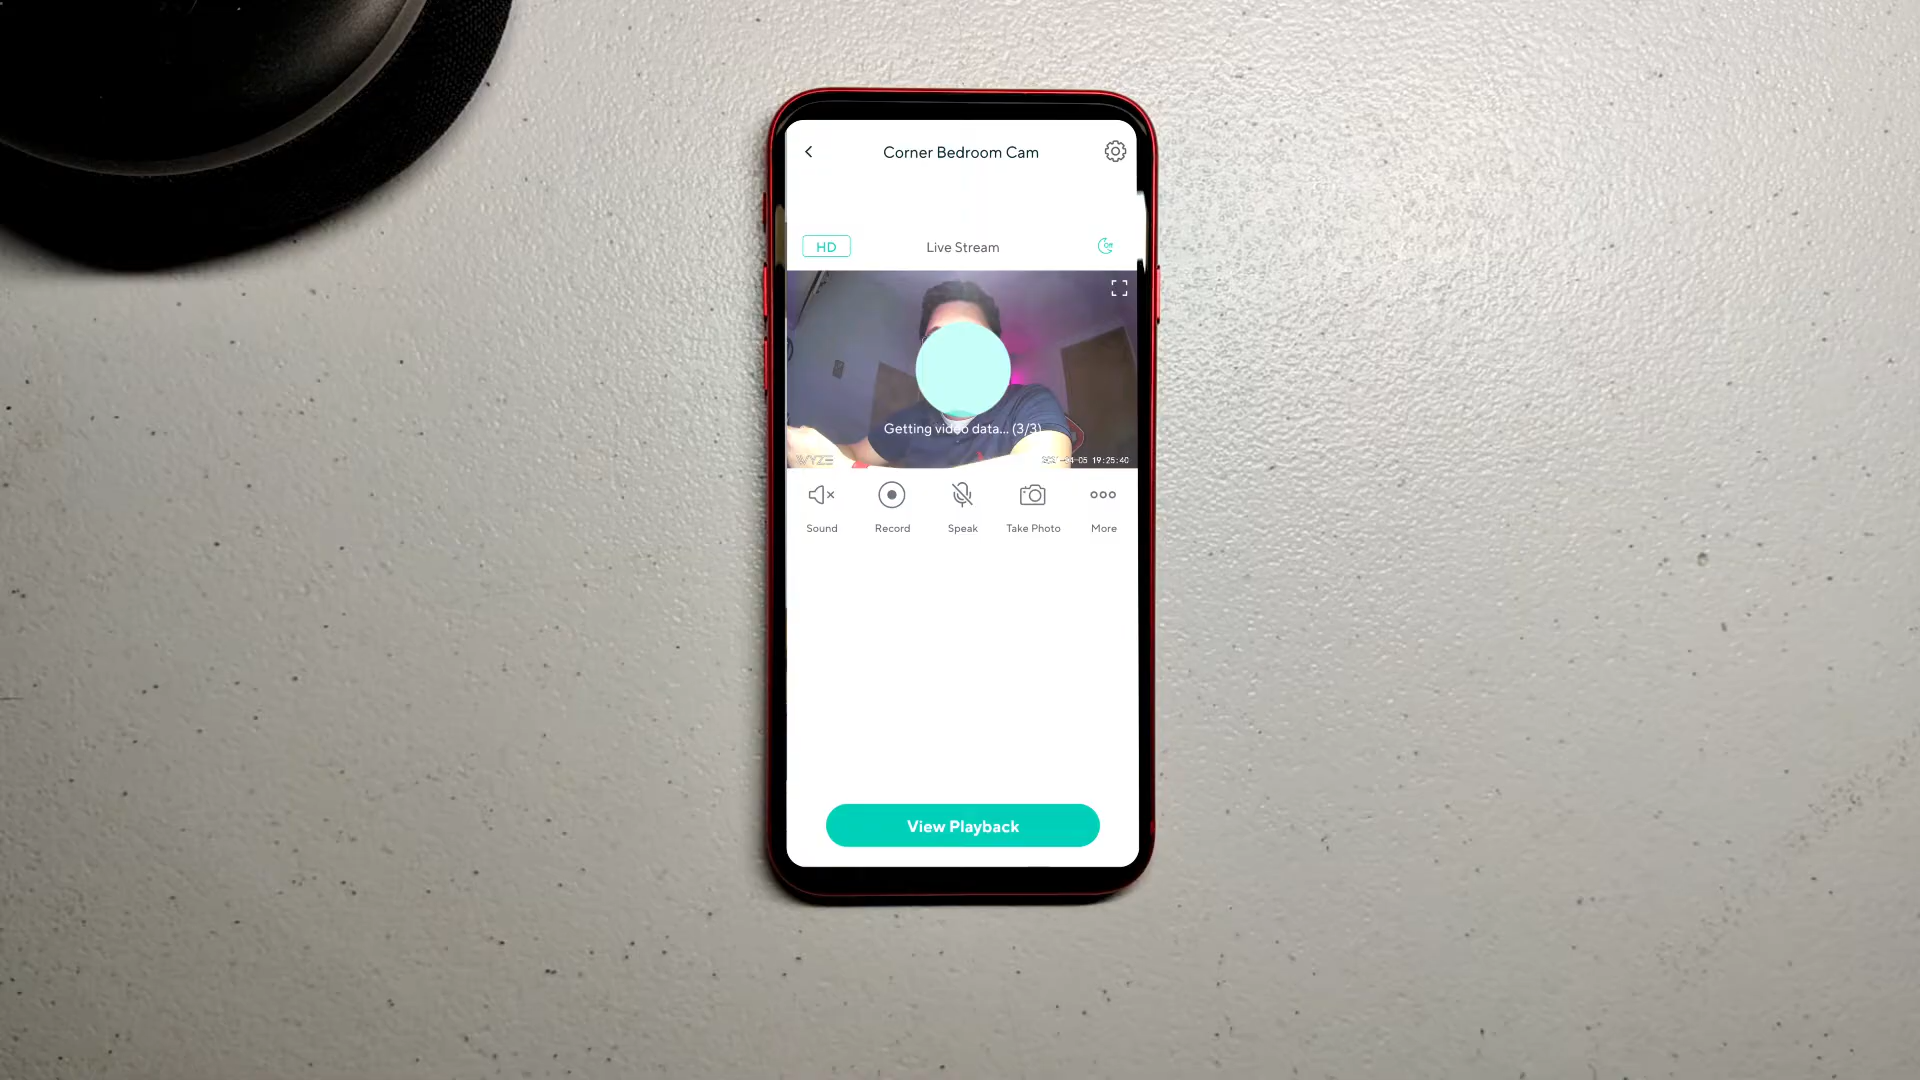 Corner Bedroom Cam
HD
Live Stream
Off
Getting video data... (3/3)
WYZE
19:25:40
Sound
Record
Speak
Take Photo
More
View Playback